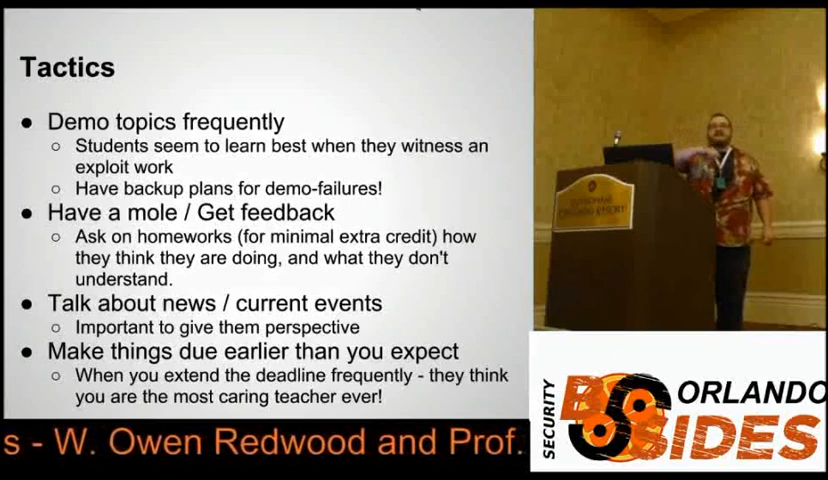 Tactics
● Demo topics frequently
○ Students seem to learn best when they witness an
exploit work
○ Have backup plans for demo-failures!
● Have a mole / Get feedback
○ Ask on homeworks (for minimal extra credit) how
they think they are doing, and what they don't
understand.
● Talk about news / current events
○ Important to give them perspective
● Make things due earlier than you expect
○ When you extend the deadline frequently - they think
you are the most caring teacher ever!
s - W. Owen Redwood and Prof.
SECURITY
BSIDES
ORLANDO